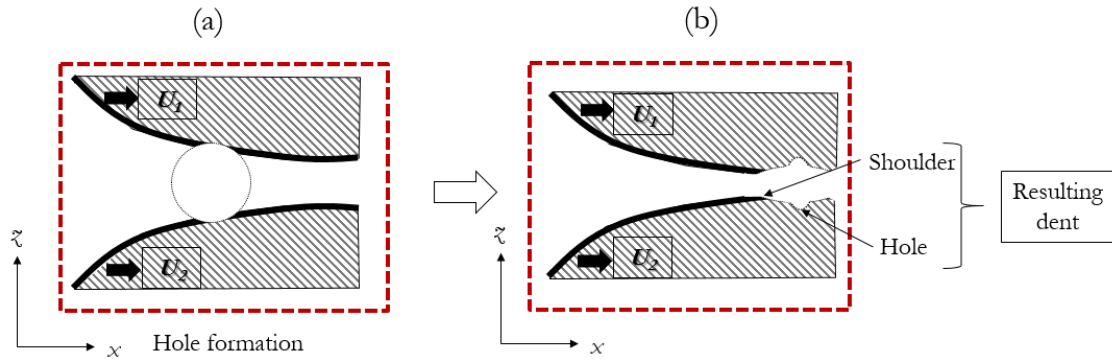 (a)
(b)
U1
U1
Shoulder
Resulting
dent
Hole
U2
U2
z
z
x
Hole formation
x